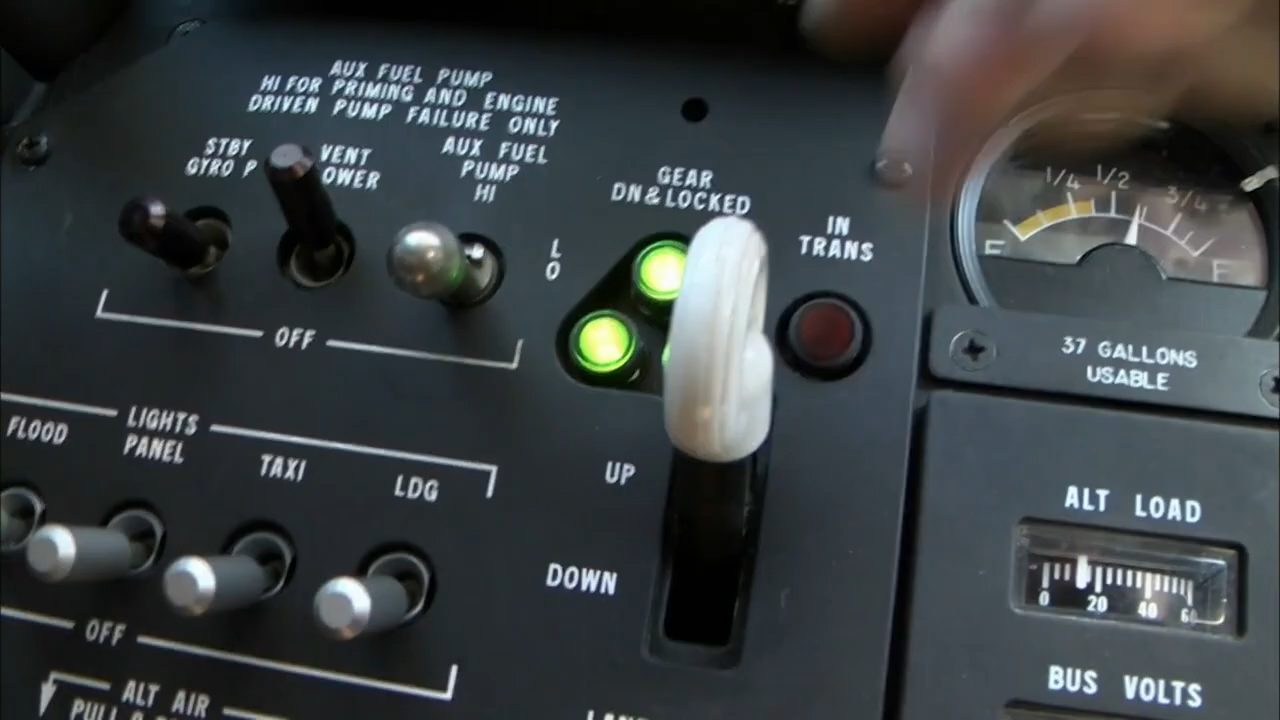 AUX FUEL PUMP
HI FOR PRIMING AND ENGINE
DRIVEN PUMP FAILURE ONLY
STBY
GYRO P
VENT
OWER
AUX FUEL
PUMP
HI
L
O
OFF
GEAR
DN & LOCKED
IN
TRANS
1/4 1/2 3/4
E F
37 GALLONS
USABLE
LIGHTS
FLOOD PANEL TAXI LDG
UP
DOWN
OFF
ALT LOAD
0 20 40 60
BUS VOLTS
ALT AIR
PULL